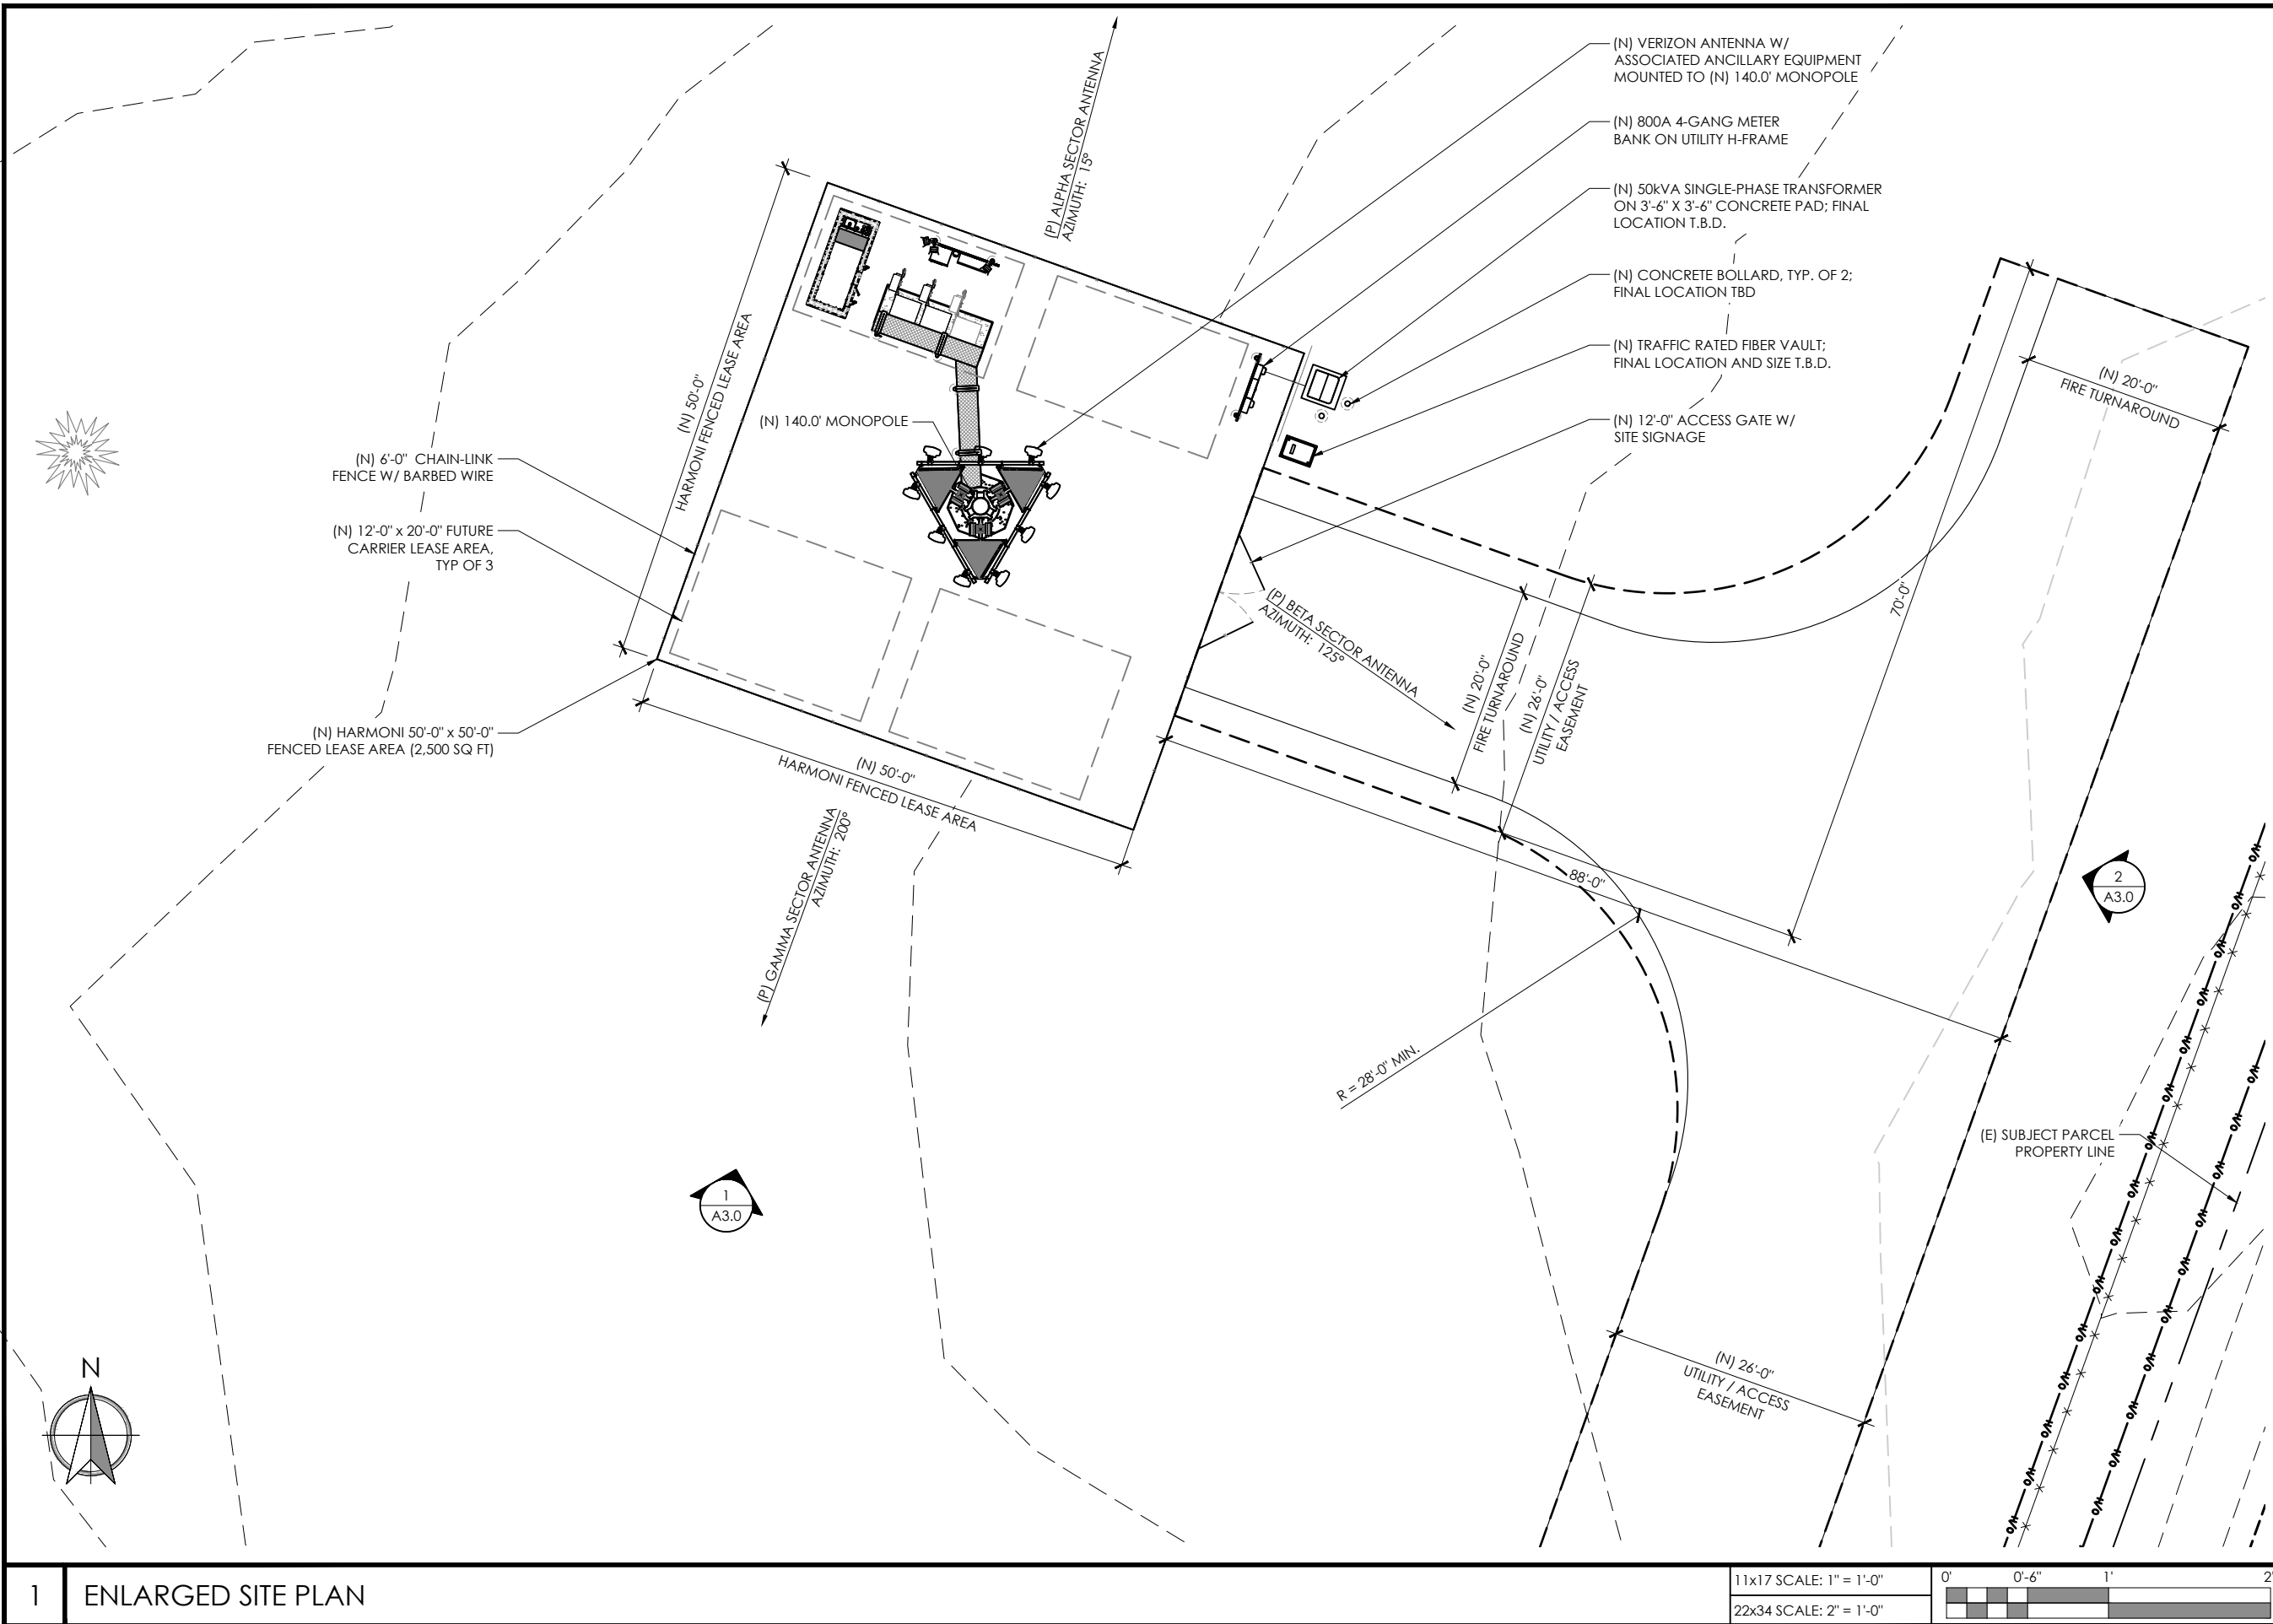 (N) VERIZON ANTENNA W/
ASSOCIATED ANCILLARY EQUIPMENT
MOUNTED TO (N) 140.0' MONOPOLE
(N) 800A 4-GANG METER
BANK ON UTILITY H-FRAME
(N) 50kVA SINGLE-PHASE TRANSFORMER
ON 3'-6" X 3'-6" CONCRETE PAD; FINAL
LOCATION T.B.D.
(N) CONCRETE BOLLARD, TYP. OF 2;
FINAL LOCATION TBD
(N) TRAFFIC RATED FIBER VAULT;
FINAL LOCATION AND SIZE T.B.D.
(N) 12'-0" ACCESS GATE W/
SITE SIGNAGE
(P) ALPHA SECTOR ANTENNA
AZIMUTH: 15°
(N) 50'-0"
HARMONI FENCED LEASE AREA
(N) 140.0' MONOPOLE
(N) 6'-0" CHAIN-LINK
FENCE W/ BARBED WIRE
(N) 12'-0" x 20'-0" FUTURE
CARRIER LEASE AREA,
TYP OF 3
(N) HARMONI 50'-0" x 50'-0"
FENCED LEASE AREA (2,500 SQ FT)
(N) 50'-0"
HARMONI FENCED LEASE AREA
(P) GAMMA SECTOR ANTENNA
AZIMUTH: 200°
(P) BETA SECTOR ANTENNA
AZIMUTH: 125°
(N) 20'-0"
FIRE TURNAROUND
(N) 26'-0"
UTILITY / ACCESS
EASEMENT
(N) 20'-0"
FIRE TURNAROUND
70'-0"
88'-0"
R = 28'-0" MIN.
2
A3.0
1
A3.0
(E) SUBJECT PARCEL
PROPERTY LINE
(N) 26'-0"
UTILITY / ACCESS
EASEMENT
N
1
ENLARGED SITE PLAN
11x17 SCALE: 1" = 1'-0"
22x34 SCALE: 2" = 1'-0"
0' 0'-6" 1' 2'